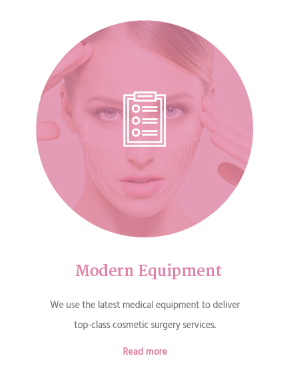 Modern Equipment
We use the latest medical equipment to deliver
top-class cosmetic surgery services.
Read more